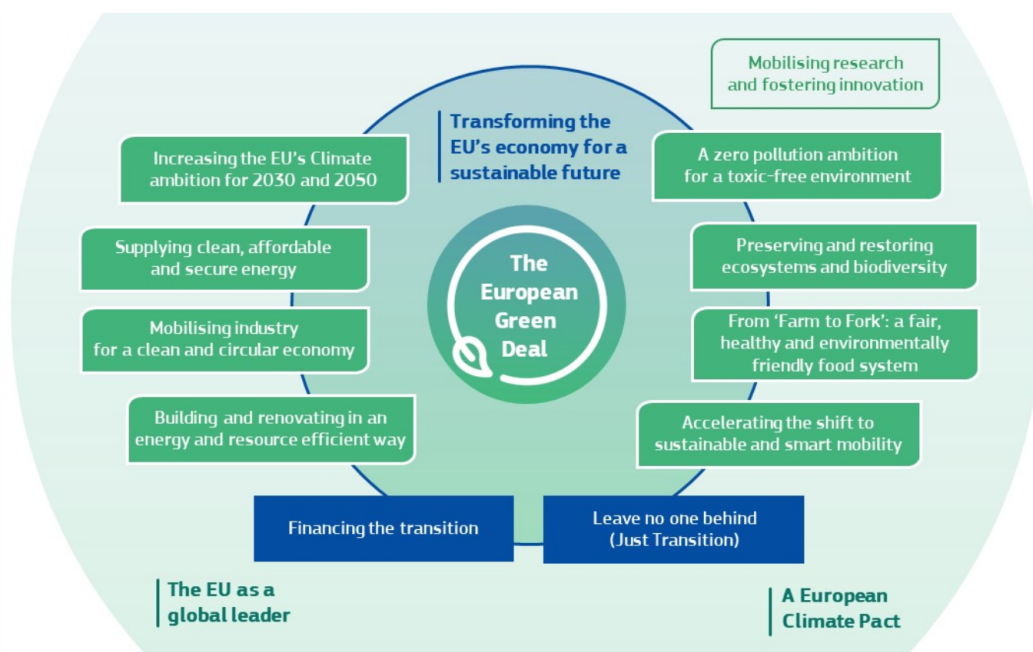 Mobilising research
and fostering innovation
Transforming the
EU's economy for a
sustainable future
Increasing the EU's Climate
ambition for 2030 and 2050
A zero pollution ambition
for a toxic-free environment
Supplying clean, affordable
and secure energy
Preserving and restoring
ecosystems and biodiversity
The
European
Green
Deal
Mobilising industry
for a clean and circular economy
From 'Farm to Fork': a fair,
healthy and environmentally
friendly food system
Building and renovating in an
energy and resource efficient way
Accelerating the shift to
sustainable and smart mobility
Financing the transition
Leave no one behind
(Just Transition)
The EU as a
global leader
A European
Climate Pact